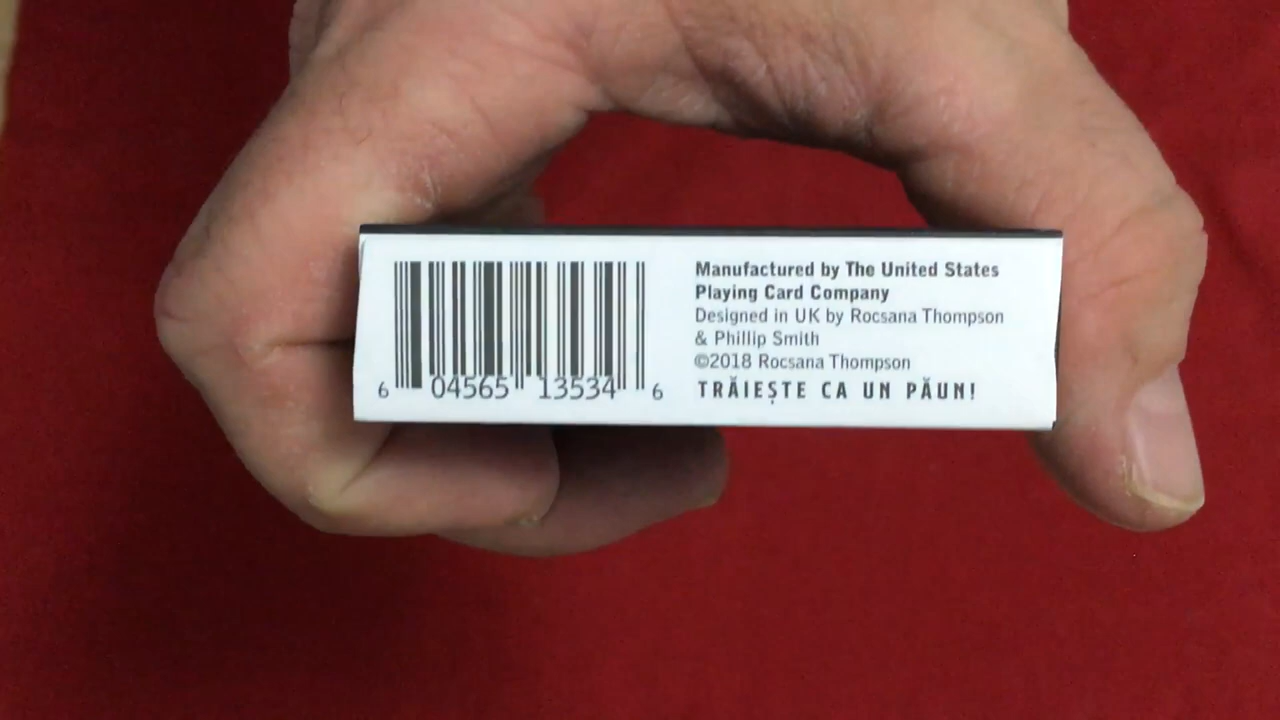 6 04565 13534 6
Manufactured by The United States
Playing Card Company
Designed in UK by Rocsana Thompson
& Phillip Smith
©2018 Rocsana Thompson
TRĂIEȘTE CA UN PĂUN!